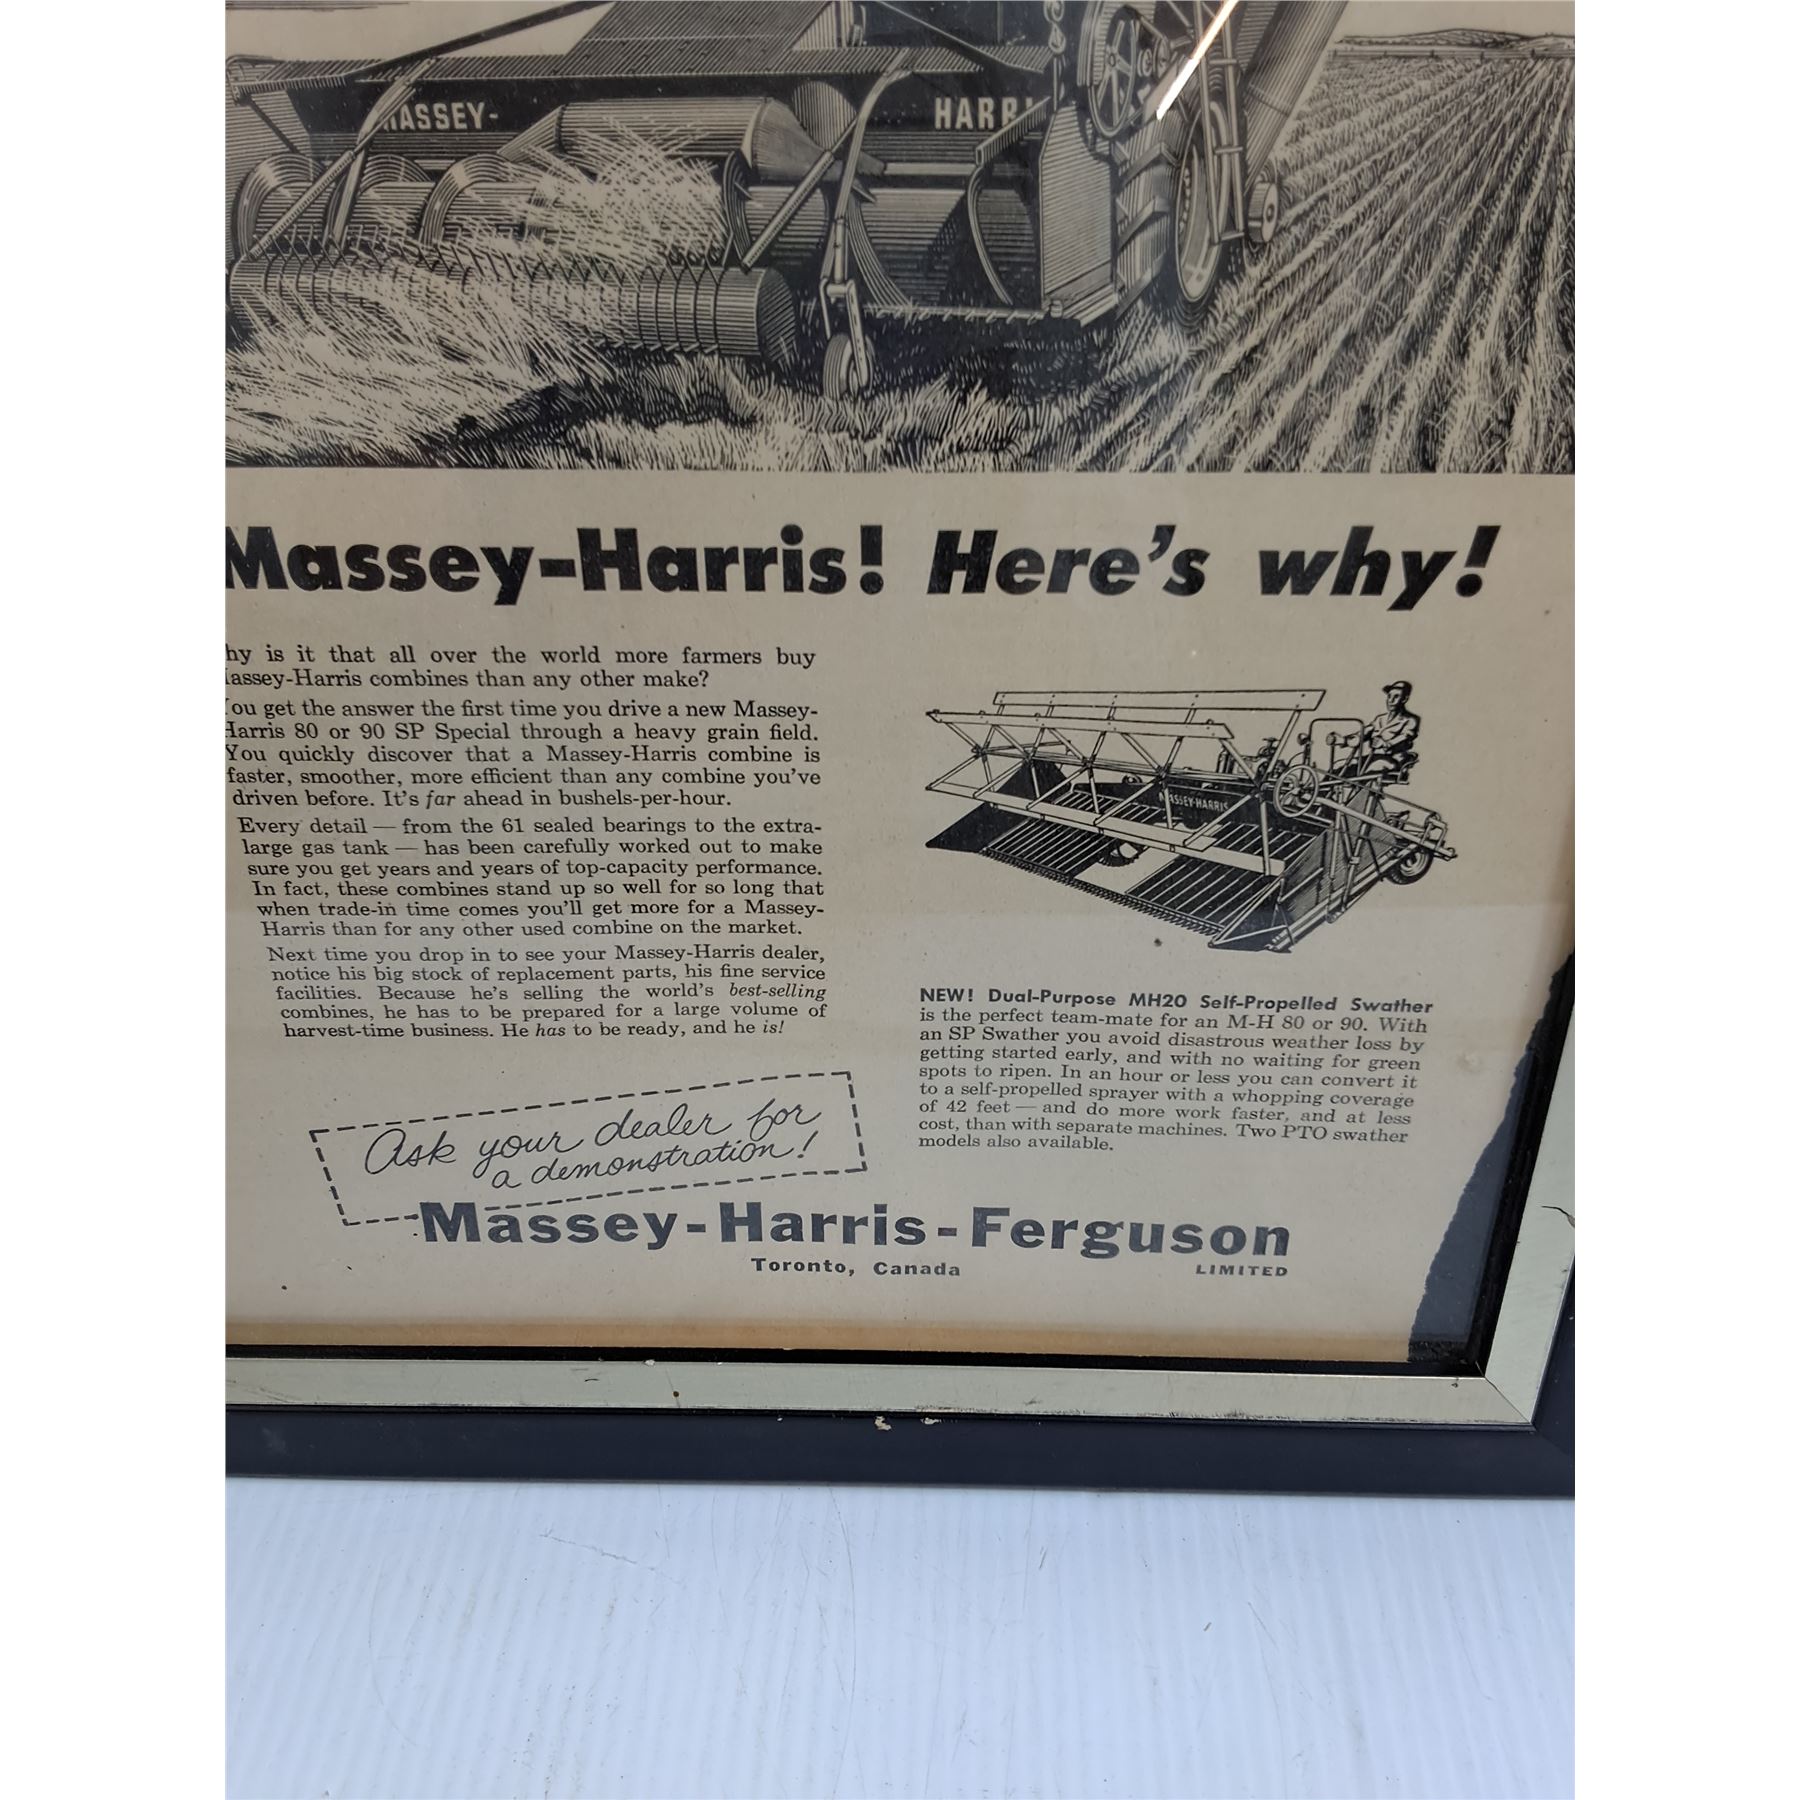 MASSEY-
HARRI
Massey-Harris! Here's why!
hy is it that all over the world more farmers buy
assey-Harris combines than any other make?
ou get the answer the first time you drive a new Massey-
Harris 80 or 90 SP Special through a heavy grain field.
You quickly discover that a Massey-Harris combine is
faster, smoother, more efficient than any combine you've
driven before. It's far ahead in bushels-per-hour.
Every detail — from the 61 sealed bearings to the extra-
large gas tank — has been carefully worked out to make
sure you get years and years of top-capacity performance.
In fact, these combines stand up so well for so long that
when trade-in time comes you'll get more for a Massey-
Harris than for any other used combine on the market.
Next time you drop in to see your Massey-Harris dealer,
notice his big stock of replacement parts, his fine service
facilities. Because he's selling the world's best-selling
combines, he has to be prepared for a large volume of
harvest-time business. He has to be ready, and he is!
MASSEY-HARRIS
NEW! Dual-Purpose MH20 Self-Propelled Swather
is the perfect team-mate for an M-H 80 or 90. With
an SP Swather you avoid disastrous weather loss by
getting started early, and with no waiting for green
spots to ripen. In an hour or less you can convert it
to a self-propelled sprayer with a whopping coverage
of 42 feet — and do more work faster, and at less
cost, than with separate machines. Two PTO swather
models also available.
Ask your dealer for
a demonstration!
Massey-Harris-Ferguson
Toronto, Canada LIMITED